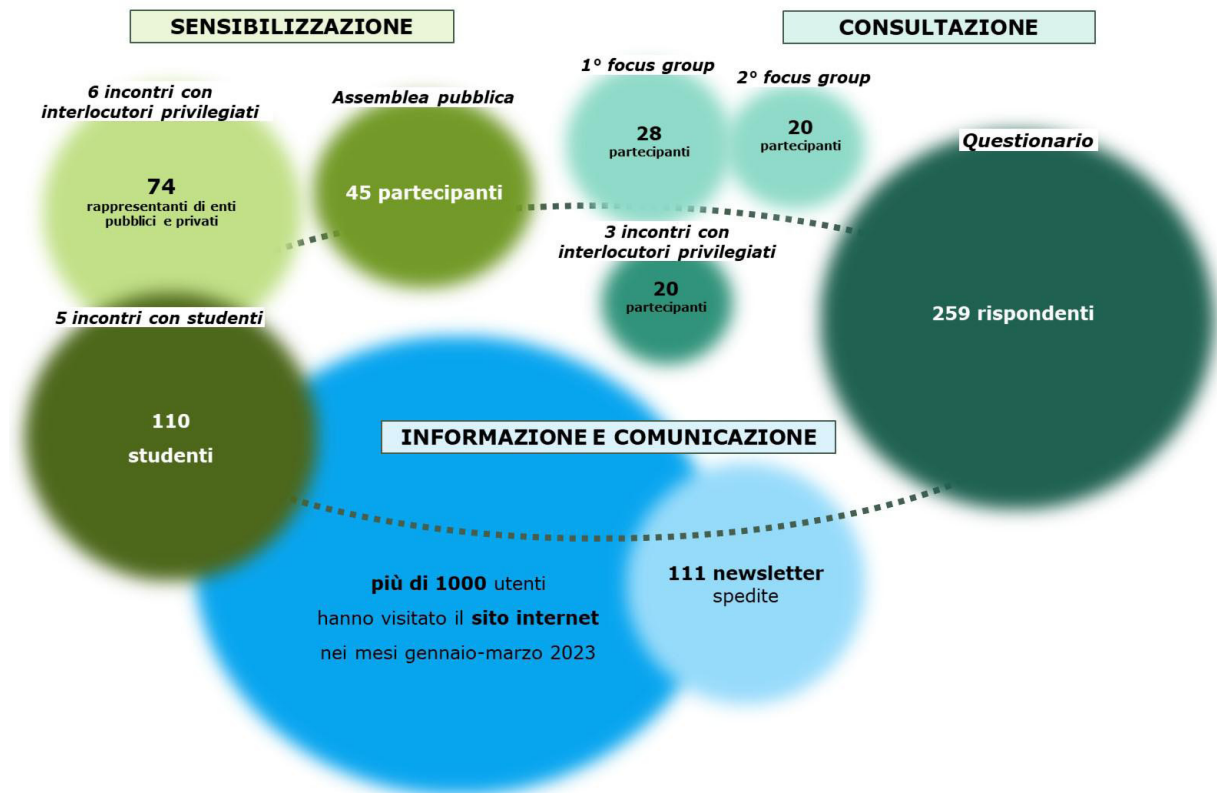 SENSIBILIZZAZIONE
6 incontri con
interlocutori privilegiati
74
rappresentanti di enti
pubblici e privati
Assemblea pubblica
45 partecipanti
5 incontri con studenti
110
studenti
CONSULTAZIONE
1° focus group
28
partecipanti
2° focus group
20
partecipanti
3 incontri con
interlocutori privilegiati
20
partecipanti
Questionario
259 rispondenti
INFORMAZIONE E COMUNICAZIONE
più di 1000 utenti
hanno visitato il sito internet
nei mesi gennaio-marzo 2023
111 newsletter
spedite